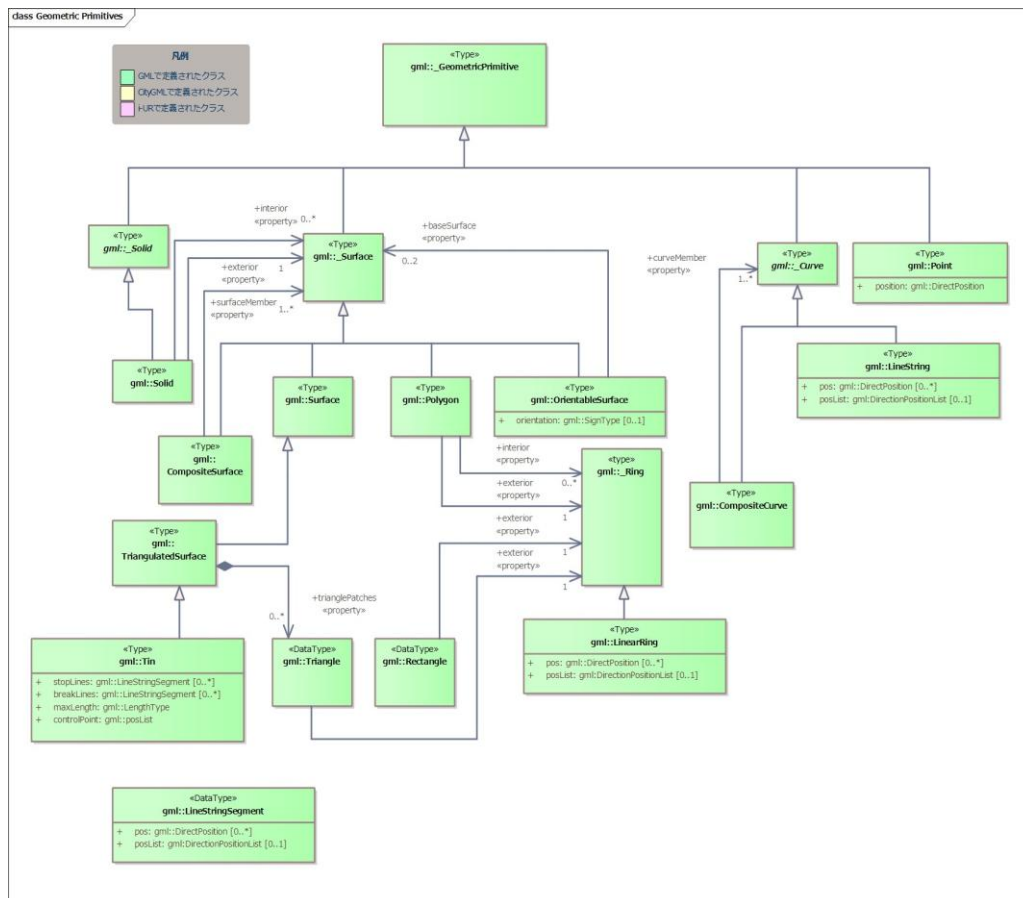 class Geometric Primitives
凡例
GMLで定義されたクラス
CityGMLで定義されたクラス
i-URで定義されたクラス
«Type»
gml::_GeometricPrimitive
«Type»
gml::_Solid
+interior
«property»
0..*
+exterior
«property»
1
+surfaceMember
«property»
1..*
«Type»
gml::_Surface
+baseSurface
«property»
0..2
+curveMember
«property»
1..*
«Type»
gml::_Curve
«Type»
gml::Point
+ position: gml::DirectPosition
«Type»
gml::Solid
«Type»
gml::
CompositeSurface
«Type»
gml::Surface
«Type»
gml::Polygon
«Type»
gml::OrientableSurface
+ orientation: gml::SignType [0..1]
«Type»
gml::LineString
+ pos: gml::DirectPosition [0..*]
+ posList: gml:DirectionPositionList [0..1]
+interior
«property»
0..*
+exterior
«property»
1
+exterior
«property»
1
+exterior
«property»
1
«type»
gml::_Ring
«Type»
gml::CompositeCurve
«Type»
gml::
TriangulatedSurface
+trianglePatches
«property»
0..*
«Type»
gml::Tin
+ stopLines: gml::LineStringSegment [0..*]
+ breakLines: gml::LineStringSegment [0..*]
+ maxLength: gml::LengthType
+ controlPoint: gml::posList
«DataType»
gml::Triangle
«DataType»
gml::Rectangle
«Type»
gml::LinearRing
+ pos: gml::DirectPosition [0..*]
+ posList: gml:DirectionPositionList [0..1]
«DataType»
gml::LineStringSegment
+ pos: gml::DirectPosition [0..*]
+ posList: gml:DirectionPositionList [0..1]